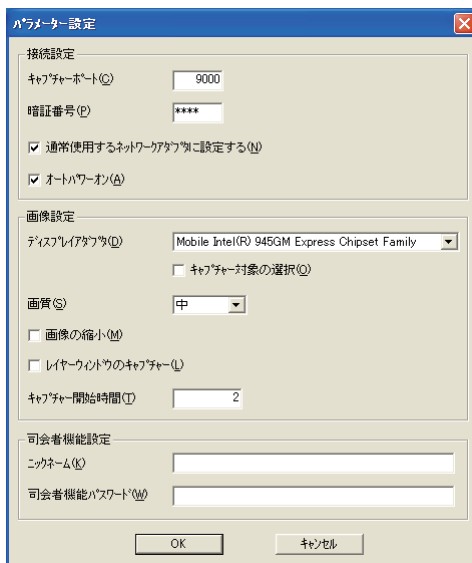 ﾊﾟﾗﾒｰﾀｰ設定
接続設定
ｷｬﾌﾟﾁｬｰﾎﾟｰﾄ(C)
9000
暗証番号(P)
****
通常使用するﾈｯﾄﾜｰｸｱﾀﾞﾌﾟﾀに設定する(N)
ｵｰﾄﾊﾟﾜｰｵﾝ(A)
画像設定
ﾃﾞｨｽﾌﾟﾚｲｱﾀﾞﾌﾟﾀ(D)
Mobile Intel(R) 945GM Express Chipset Family
ｷｬﾌﾟﾁｬｰ対象の選択(O)
画質(S)
中
画像の縮小(M)
ﾚｲﾔｰｳｨﾝﾄﾞｳのｷｬﾌﾟﾁｬｰ(L)
ｷｬﾌﾟﾁｬｰ開始時間(T)
2
司会者機能設定
ﾆｯｸﾈｰﾑ(K)
司会者機能ﾊﾟｽﾜｰﾄﾞ(W)
OK
ｷｬﾝｾﾙ